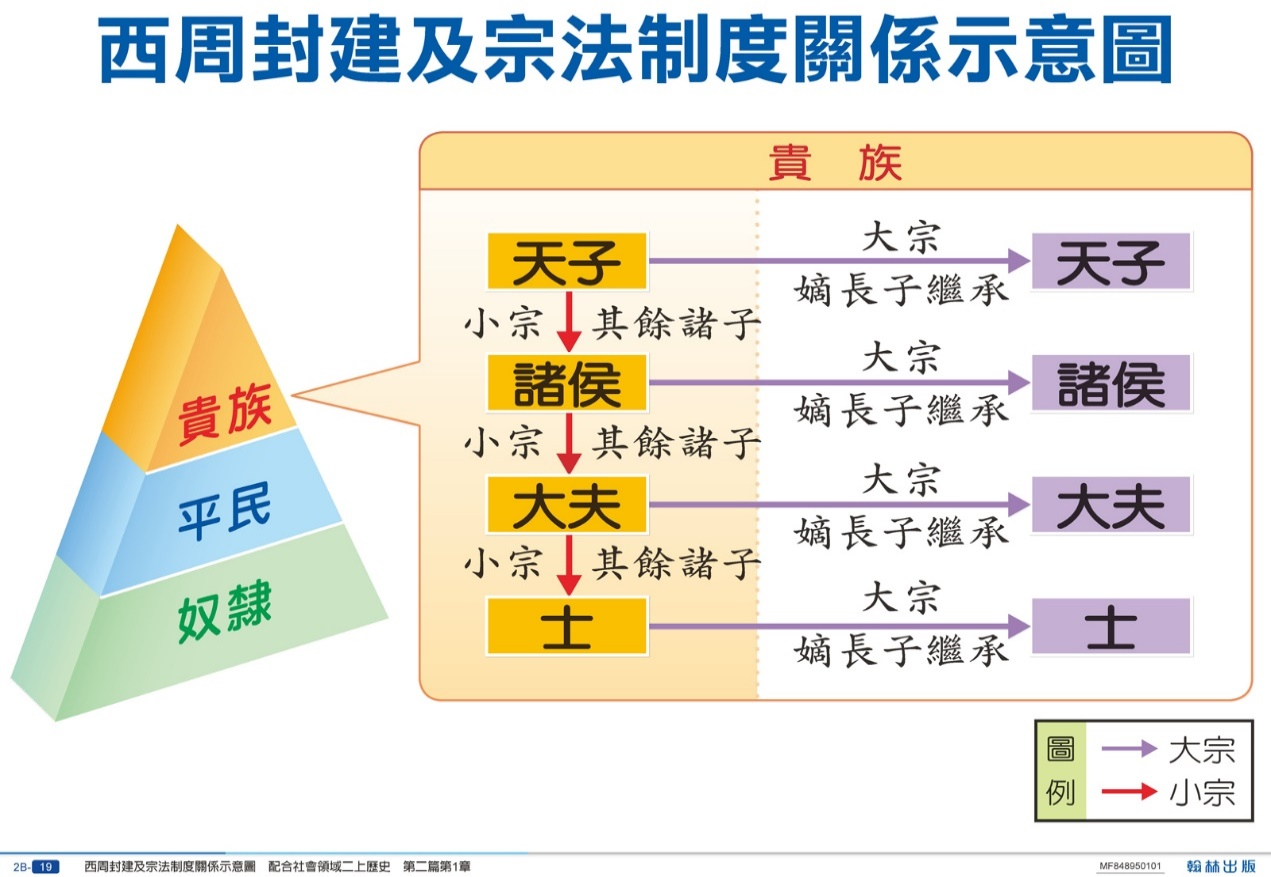 西周封建及宗法制度關係示意圖
貴族
平民
奴隸
貴 族
天子
大宗
嫡長子繼承
天子
小宗 其餘諸子
諸侯
大宗
嫡長子繼承
諸侯
小宗 其餘諸子
大夫
大宗
嫡長子繼承
大夫
小宗 其餘諸子
士
大宗
嫡長子繼承
士
圖例
大宗
小宗
2B-19 西周封建及宗法制度關係示意圖 配合社會領域二上歷史 第二篇第1章
MF848950101 翰林出版